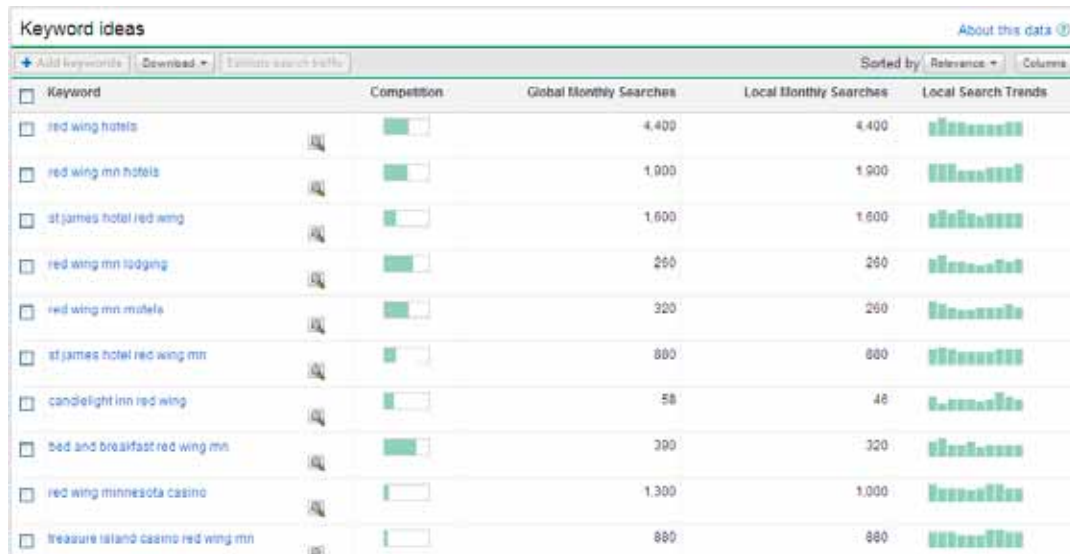 Keyword ideas About this data
Add keywords Download Estimate search traffic Sorted by Relevance Columns
Keyword Competition Global Monthly Searches Local Monthly Searches Local Search Trends
red wing hotels 4,400 4,400
red wing mn hotels 1,900 1,900
st james hotel red wing 1,600 1,600
red wing mn lodging 260 260
red wing mn motels 320 260
st james hotel red wing mn 880 880
candlelight inn red wing 58 46
bed and breakfast red wing mn 390 320
red wing minnesota casino 1,300 1,000
treasure island casino red wing mn 880 880